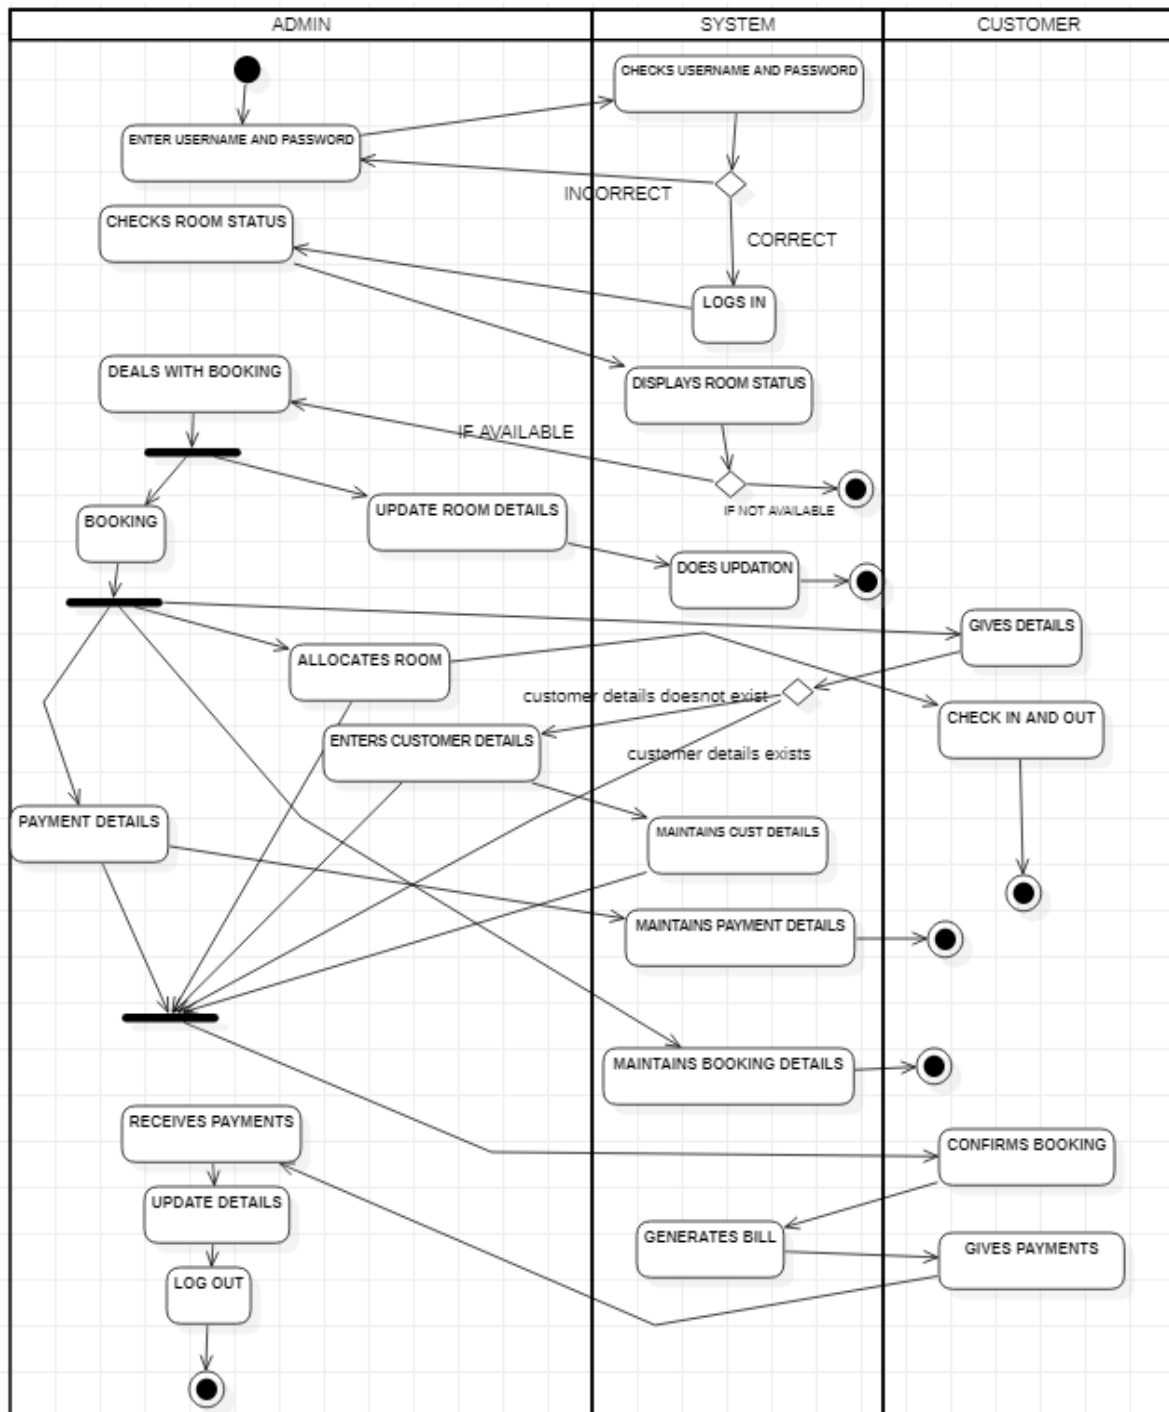 ADMIN
SYSTEM
CUSTOMER
CHECKS USERNAME AND PASSWORD
ENTER USERNAME AND PASSWORD
INCORRECT
CHECKS ROOM STATUS
CORRECT
LOGS IN
DEALS WITH BOOKING
DISPLAYS ROOM STATUS
IF AVAILABLE
UPDATE ROOM DETAILS
IF NOT AVAILABLE
BOOKING
DOES UPDATION
GIVES DETAILS
ALLOCATES ROOM
customer details doesnot exist
CHECK IN AND OUT
ENTERS CUSTOMER DETAILS
customer details exists
PAYMENT DETAILS
MAINTAINS CUST DETAILS
MAINTAINS PAYMENT DETAILS
MAINTAINS BOOKING DETAILS
RECEIVES PAYMENTS
CONFIRMS BOOKING
UPDATE DETAILS
GENERATES BILL
GIVES PAYMENTS
LOG OUT